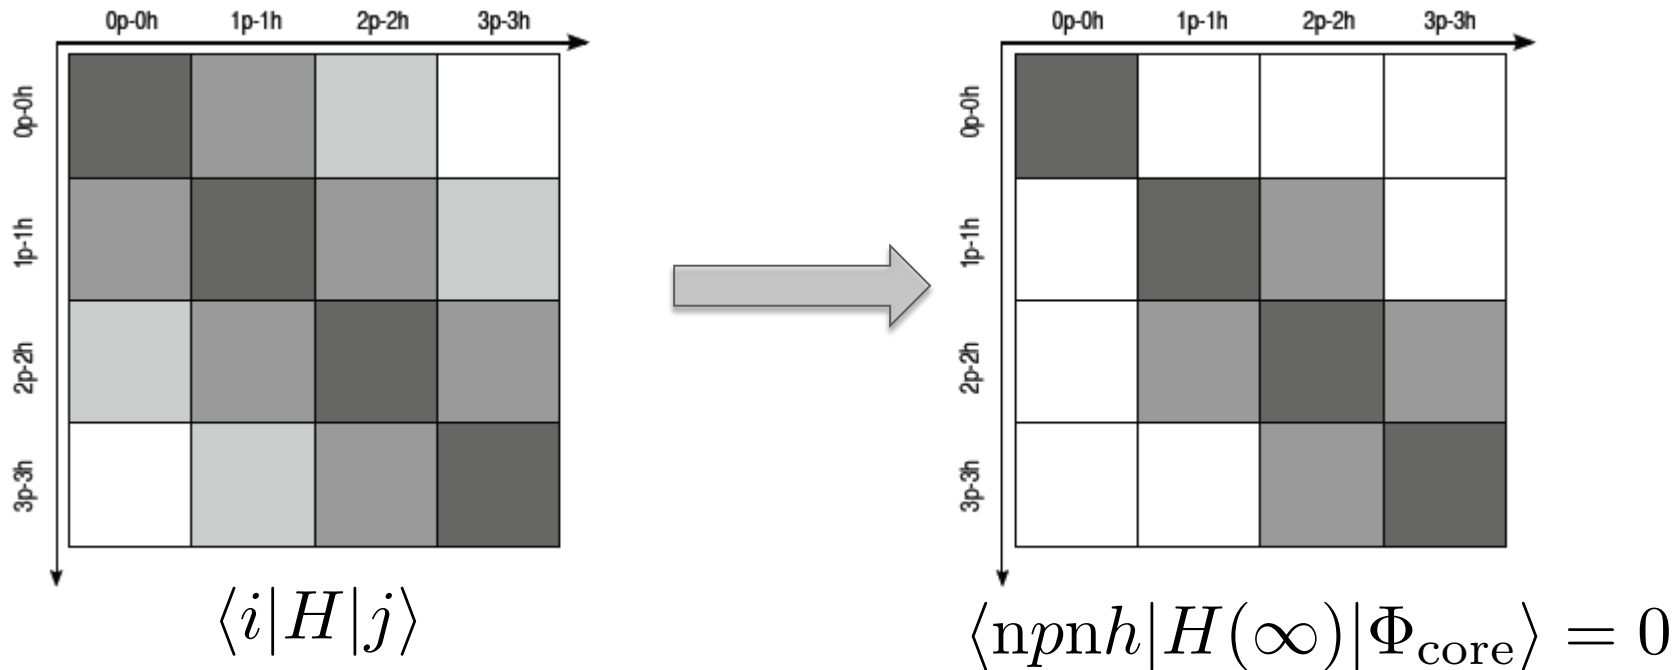 0p-0h 1p-1h 2p-2h 3p-3h
0p-0h
1p-1h
2p-2h
3p-3h
⟨i|H|j⟩
0p-0h 1p-1h 2p-2h 3p-3h
0p-0h
1p-1h
2p-2h
3p-3h
⟨npnh|H(∞)|Φcore⟩ = 0